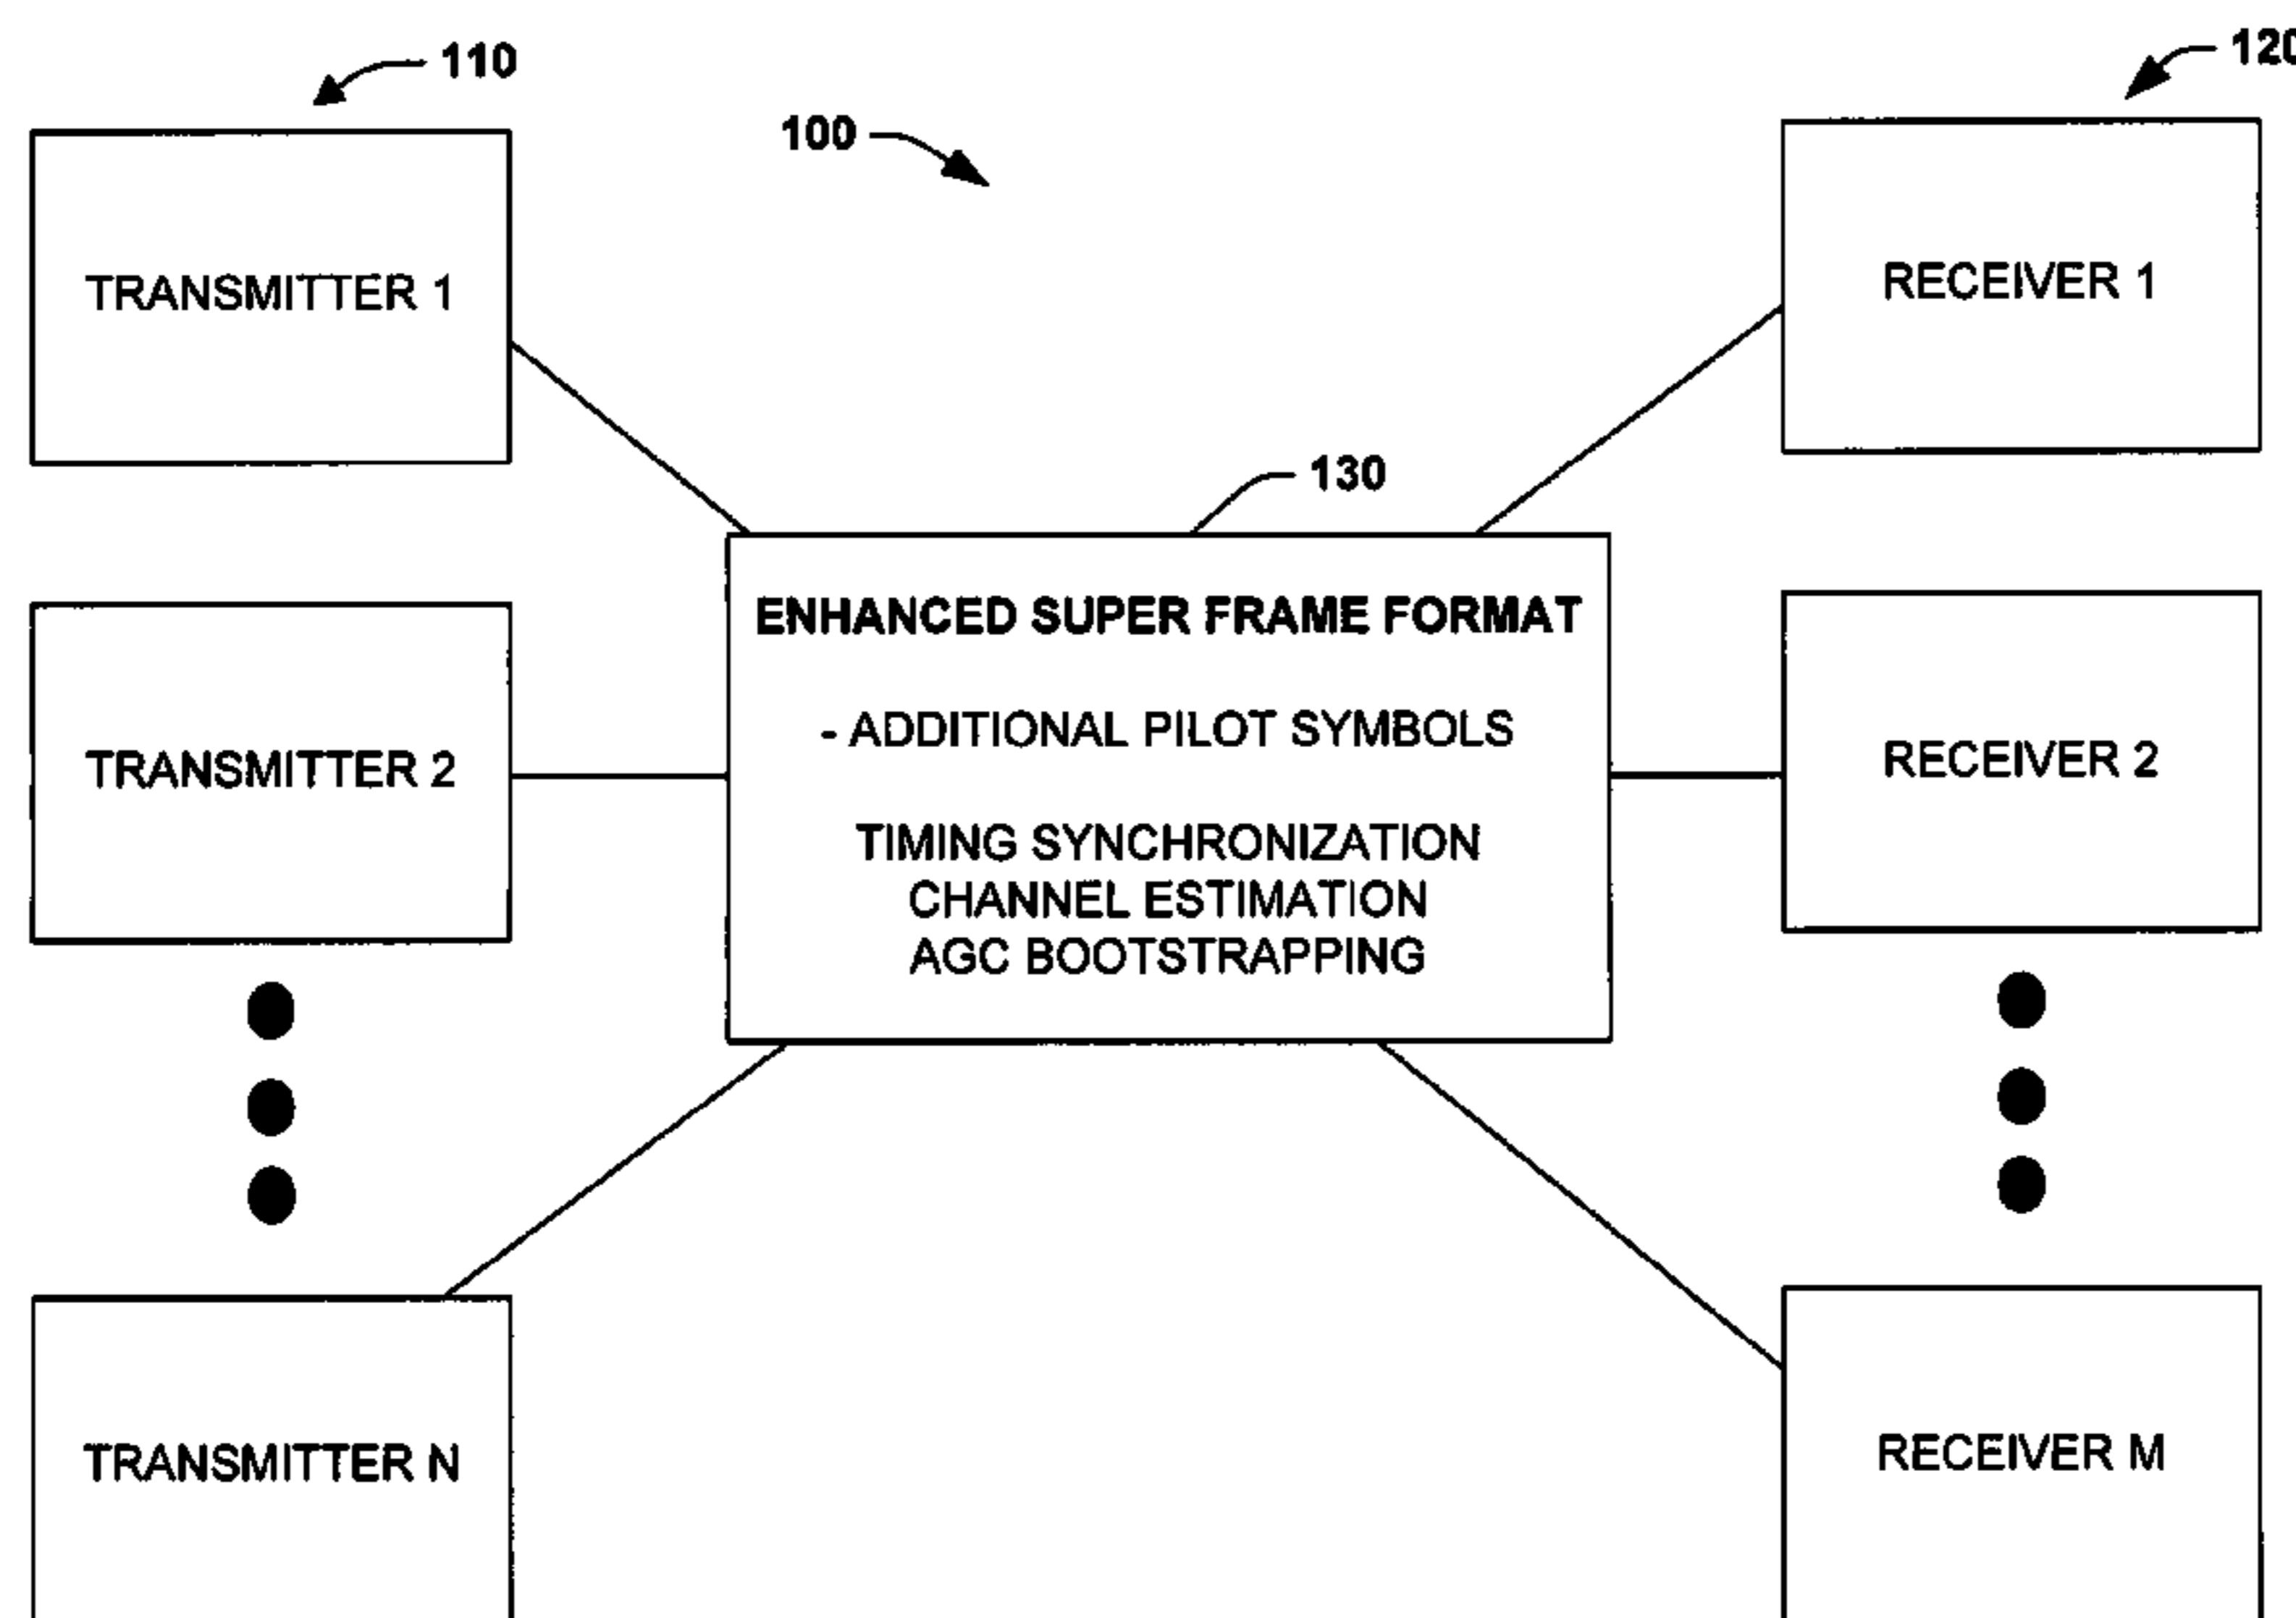 110
120
100
TRANSMITTER 1
RECEIVER 1
130
ENHANCED SUPER FRAME FORMAT
- ADDITIONAL PILOT SYMBOLS
TRANSMITTER 2
RECEIVER 2
TIMING SYNCHRONIZATION
CHANNEL ESTIMATION
AGC BOOTSTRAPPING
TRANSMITTER N
RECEIVER M